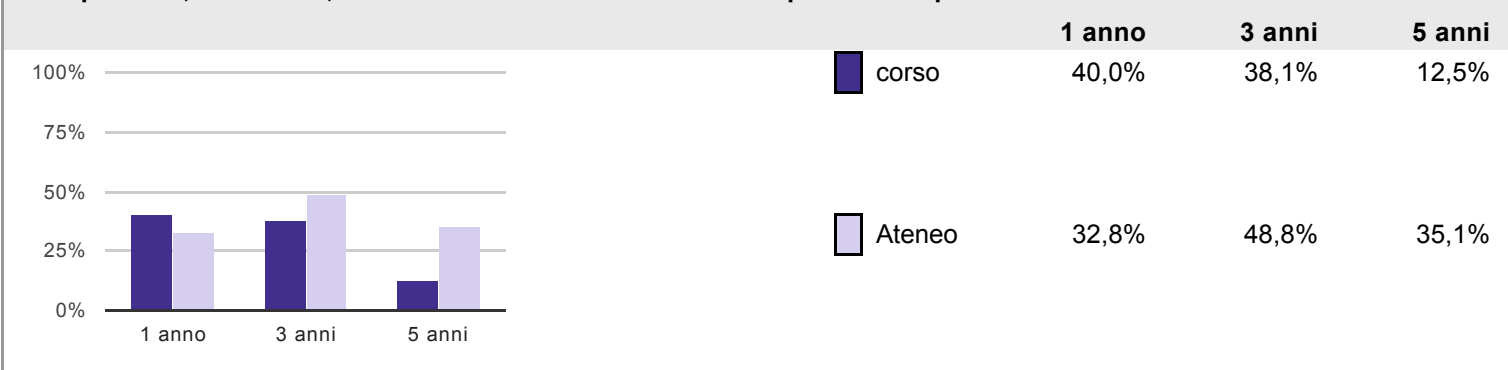 1 anno 3 anni 5 anni
100%
75%
50%
25%
0%
1 anno 3 anni 5 anni
corso 40,0% 38,1% 12,5%
Ateneo 32,8% 48,8% 35,1%